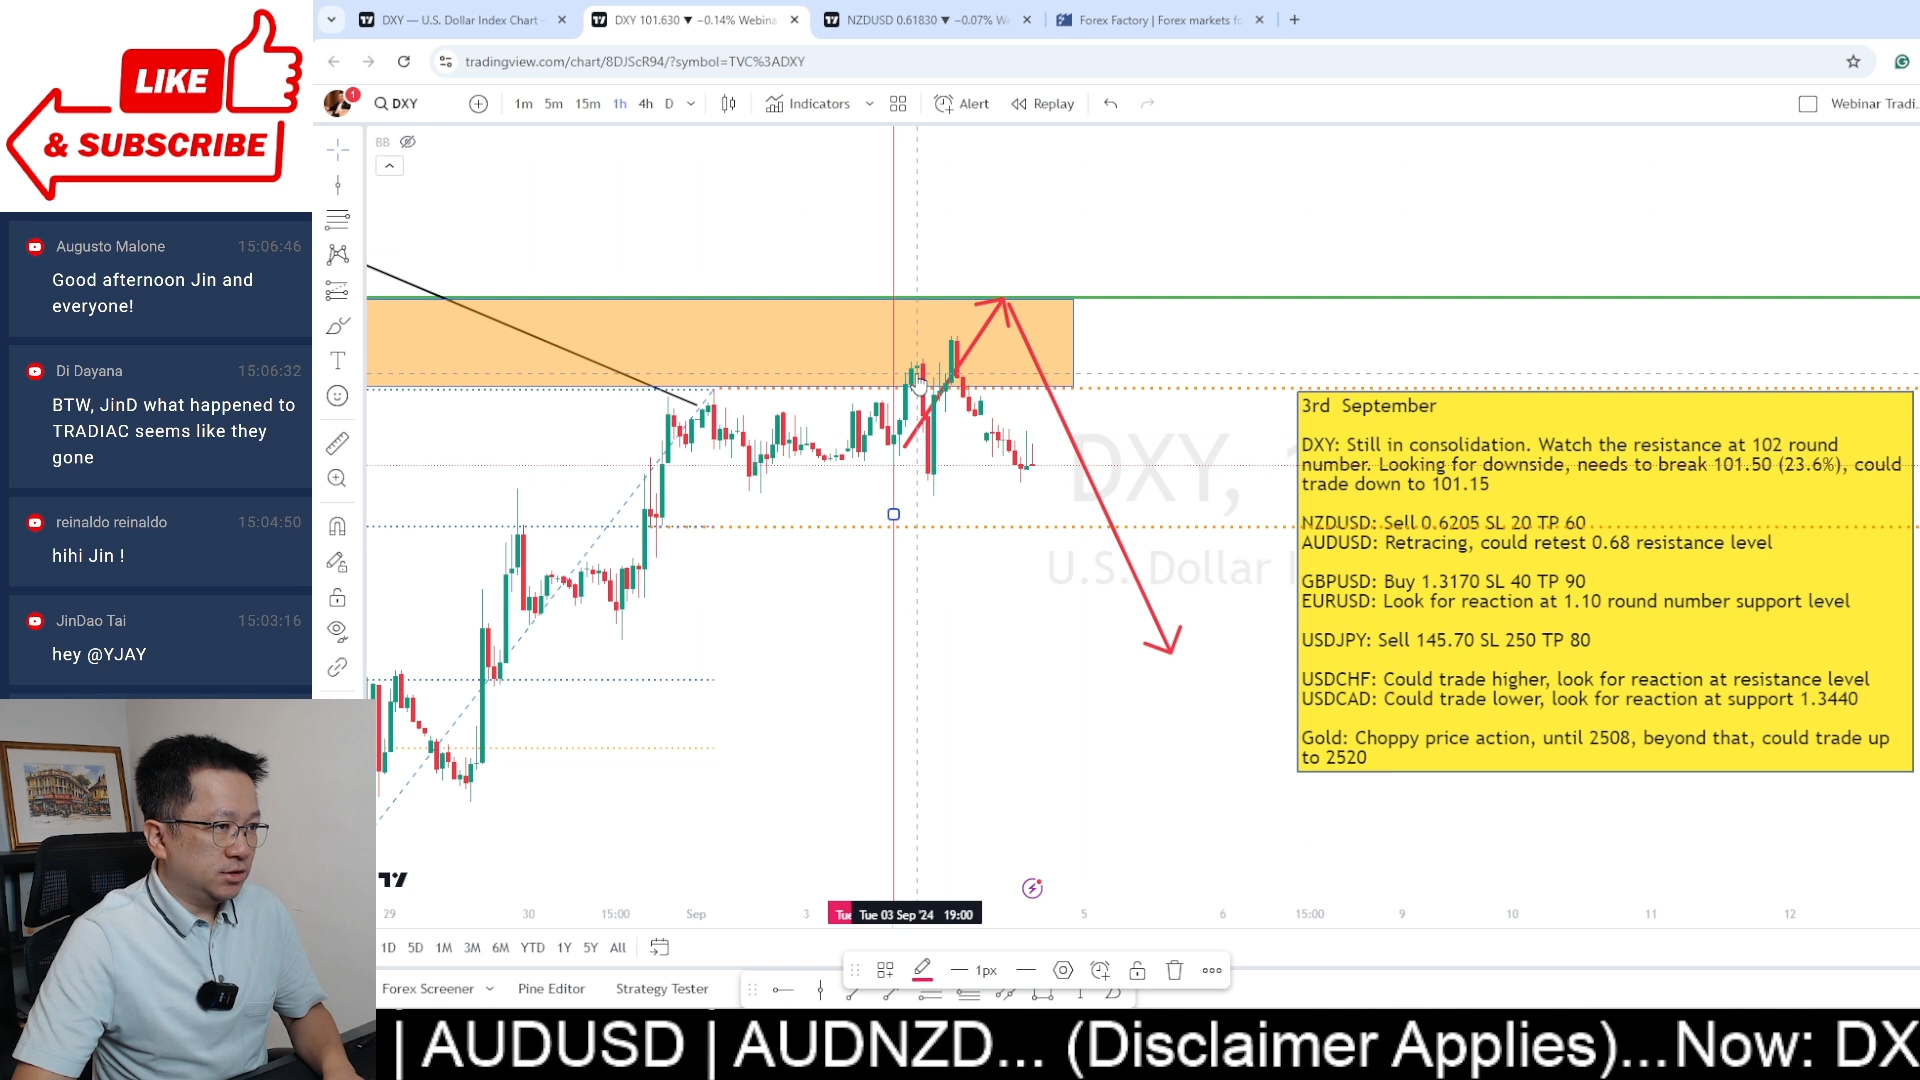 LIKE
& SUBSCRIBE
DXY — U.S. Dollar Index Chart
DXY 101.630 ▼ −0.14% Webina
NZDUSD 0.61830 ▼ −0.07% W
Forex Factory | Forex markets fo
tradingview.com/chart/8DJScR94/?symbol=TVC%3ADXY
1
DXY
1m 5m 15m 1h 4h D
Indicators
Alert
Replay
Webinar Tradi...
BB
Augusto Malone 15:06:46
Good afternoon Jin and
everyone!
Di Dayana 15:06:32
BTW, JinD what happened to
TRADIAC seems like they
gone
reinaldo reinaldo 15:04:50
hihi Jin !
JinDao Tai 15:03:16
hey @YJAY
DXY, 1
U.S. Dollar I
3rd September
DXY: Still in consolidation. Watch the resistance at 102 round
number. Looking for downside, needs to break 101.50 (23.6%), could
trade down to 101.15
NZDUSD: Sell 0.6205 SL 20 TP 60
AUDUSD: Retracing, could retest 0.68 resistance level
GBPUSD: Buy 1.3170 SL 40 TP 90
EURUSD: Look for reaction at 1.10 round number support level
USDJPY: Sell 145.70 SL 250 TP 80
USDCHF: Could trade higher, look for reaction at resistance level
USDCAD: Could trade lower, look for reaction at support 1.3440
Gold: Choppy price action, until 2508, beyond that, could trade up
to 2520
29 30 15:00 Sep 3 Tue Tue 03 Sep '24 19:00 5 6 15:00 9 10 11 12
1D 5D 1M 3M 6M YTD 1Y 5Y All
1px
Forex Screener
Pine Editor
Strategy Tester
| AUDUSD | AUDNZD... (Disclaimer Applies)...Now: DX